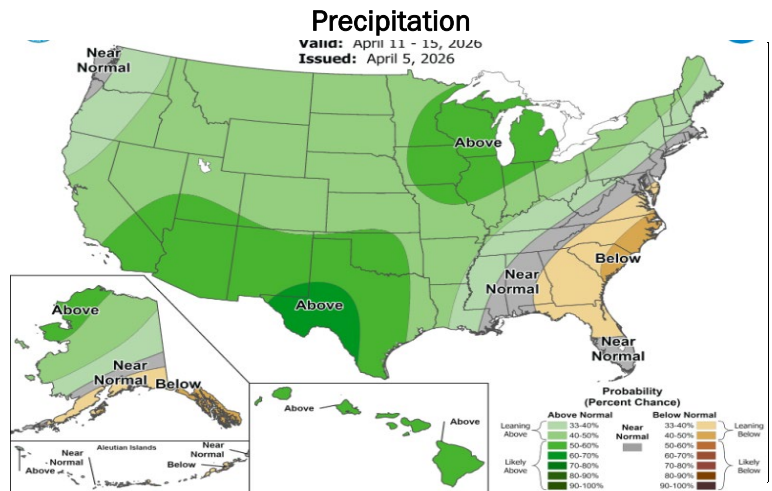 Precipitation
Valid: April 11 - 15, 2026
Issued: April 5, 2026
Near
Normal
Above
Above
Near
Normal
Below
Near
Normal
Above
Near
Normal
Below
Above
Above
Aleutian Islands
Near
Normal
Above
Near
Normal
Below
Probability
(Percent Chance)
Above Normal
Below Normal
Leaning
Above
33-40%
40-50%
50-60%
Likely
Above
60-70%
70-80%
80-90%
90-100%
Near
Normal
33-40%
40-50%
50-60%
60-70%
70-80%
80-90%
90-100%
Leaning
Below
Likely
Below